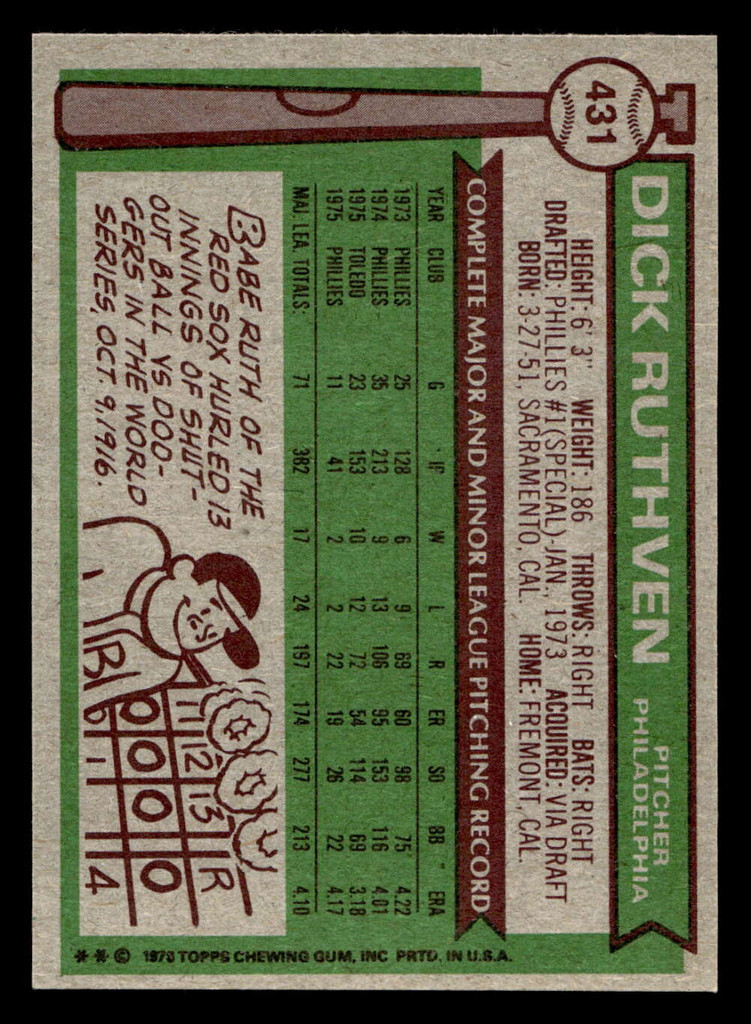 431
DICK RUTHVEN
PITCHER
PHILADELPHIA
HEIGHT: 6' 3" WEIGHT: 186 THROWS: RIGHT BATS: RIGHT
DRAFTED: PHILLIES #1 (SPECIAL)-JAN., 1973 ACQUIRED: VIA DRAFT
BORN: 3-27-51, SACRAMENTO, CAL. HOME: FREMONT, CAL.
COMPLETE MAJOR AND MINOR LEAGUE PITCHING RECORD
YEAR CLUB G IP W L R ER SO BB ERA
1973 PHILLIES 25 128 6 9 69 60 98 75 4.22
1974 PHILLIES 35 213 9 13 106 95 153 116 4.01
1975 TOLEDO 23 153 10 12 72 54 114 69 3.18
1975 PHILLIES 11 41 2 2 22 19 26 22 4.17
MAJ. LEA. TOTALS: 71 382 17 24 197 174 277 213 4.10
BABE RUTH OF THE
RED SOX HURLED 13
INNINGS OF SHUT-
OUT BALL VS DOD-
GERS IN THE WORLD
SERIES, OCT. 9, 1916.
11 12 13 R
0 0 0 0
1 4
B
** © 1976 TOPPS CHEWING GUM, INC PRTD. IN U.S.A.